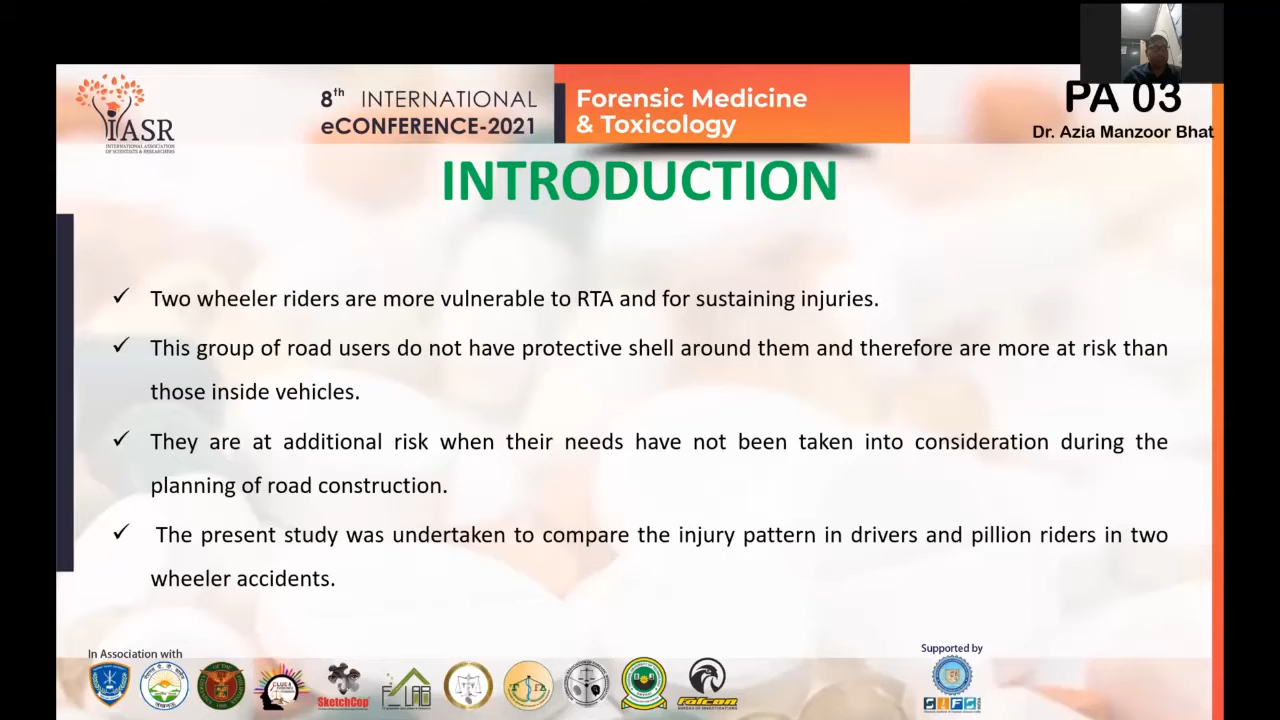 IASR
INTERNATIONAL ASSOCIATION
OF SCIENTISTS & RESEARCHERS
8th INTERNATIONAL
eCONFERENCE-2021
Forensic Medicine
& Toxicology
PA 03
Dr. Azia Manzoor Bhat
INTRODUCTION
✓ Two wheeler riders are more vulnerable to RTA and for sustaining injuries.
✓ This group of road users do not have protective shell around them and therefore are more at risk than
those inside vehicles.
✓ They are at additional risk when their needs have not been taken into consideration during the
planning of road construction.
✓ The present study was undertaken to compare the injury pattern in drivers and pillion riders in two
wheeler accidents.
In Association with
Supported by
SketchCop
LAB
FALCON
SIFS